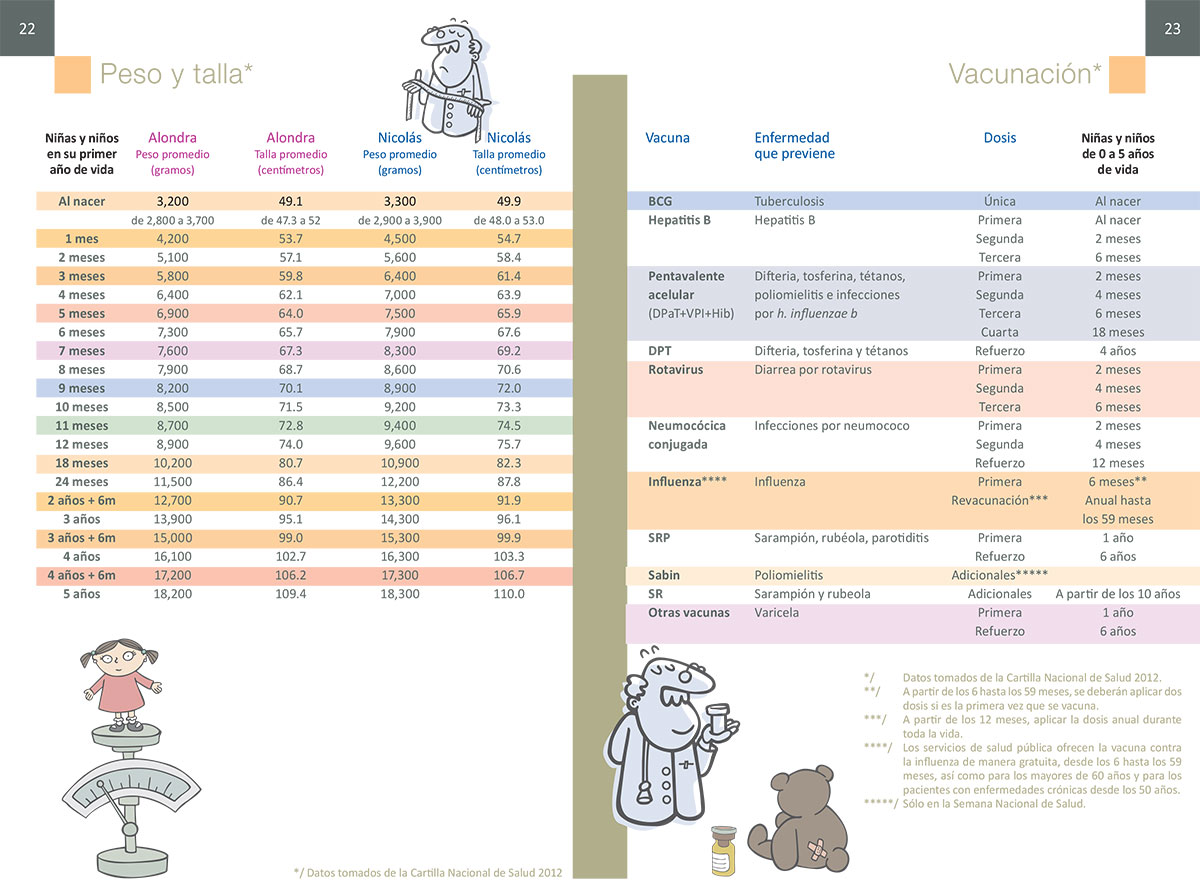 22
Peso y talla*
Niñas y niños en su primer año de vida | Alondra Peso promedio (gramos) | Alondra Talla promedio (centímetros) | Nicolás Peso promedio (gramos) | Nicolás Talla promedio (centímetros)
Al nacer 3,200 49.1 3,300 49.9
de 2,800 a 3,700 de 47.3 a 52 de 2,900 a 3,900 de 48.0 a 53.0
1 mes 4,200 53.7 4,500 54.7
2 meses 5,100 57.1 5,600 58.4
3 meses 5,800 59.8 6,400 61.4
4 meses 6,400 62.1 7,000 63.9
5 meses 6,900 64.0 7,500 65.9
6 meses 7,300 65.7 7,900 67.6
7 meses 7,600 67.3 8,300 69.2
8 meses 7,900 68.7 8,600 70.6
9 meses 8,200 70.1 8,900 72.0
10 meses 8,500 71.5 9,200 73.3
11 meses 8,700 72.8 9,400 74.5
12 meses 8,900 74.0 9,600 75.7
18 meses 10,200 80.7 10,900 82.3
24 meses 11,500 86.4 12,200 87.8
2 años + 6m 12,700 90.7 13,300 91.9
3 años 13,900 95.1 14,300 96.1
3 años + 6m 15,000 99.0 15,300 99.9
4 años 16,100 102.7 16,300 103.3
4 años + 6m 17,200 106.2 17,300 106.7
5 años 18,200 109.4 18,300 110.0
*/ Datos tomados de la Cartilla Nacional de Salud 2012
23
Vacunación*
Vacuna | Enfermedad que previene | Dosis | Niñas y niños de 0 a 5 años de vida
BCG Tuberculosis Única Al nacer
Hepatitis B Hepatitis B Primera Al nacer
Segunda 2 meses
Tercera 6 meses
Pentavalente Difteria, tosferina, tétanos, Primera 2 meses
acelular poliomielitis e infecciones Segunda 4 meses
(DPaT+VPI+Hib) por h. influenzae b Tercera 6 meses
Cuarta 18 meses
DPT Difteria, tosferina y tétanos Refuerzo 4 años
Rotavirus Diarrea por rotavirus Primera 2 meses
Segunda 4 meses
Tercera 6 meses
Neumocócica Infecciones por neumococo Primera 2 meses
conjugada Segunda 4 meses
Refuerzo 12 meses
Influenza**** Influenza Primera 6 meses**
Revacunación*** Anual hasta
los 59 meses
SRP Sarampión, rubéola, parotiditis Primera 1 año
Refuerzo 6 años
Sabin Poliomielitis Adicionales*****
SR Sarampión y rubeola Adicionales A partir de los 10 años
Otras vacunas Varicela Primera 1 año
Refuerzo 6 años
*/ Datos tomados de la Cartilla Nacional de Salud 2012.
**/ A partir de los 6 hasta los 59 meses, se deberán aplicar dos
dosis si es la primera vez que se vacuna.
***/ A partir de los 12 meses, aplicar la dosis anual durante
toda la vida.
****/ Los servicios de salud pública ofrecen la vacuna contra
la influenza de manera gratuita, desde los 6 hasta los 59
meses, así como para los mayores de 60 años y para los
pacientes con enfermedades crónicas desde los 50 años.
*****/ Sólo en la Semana Nacional de Salud.